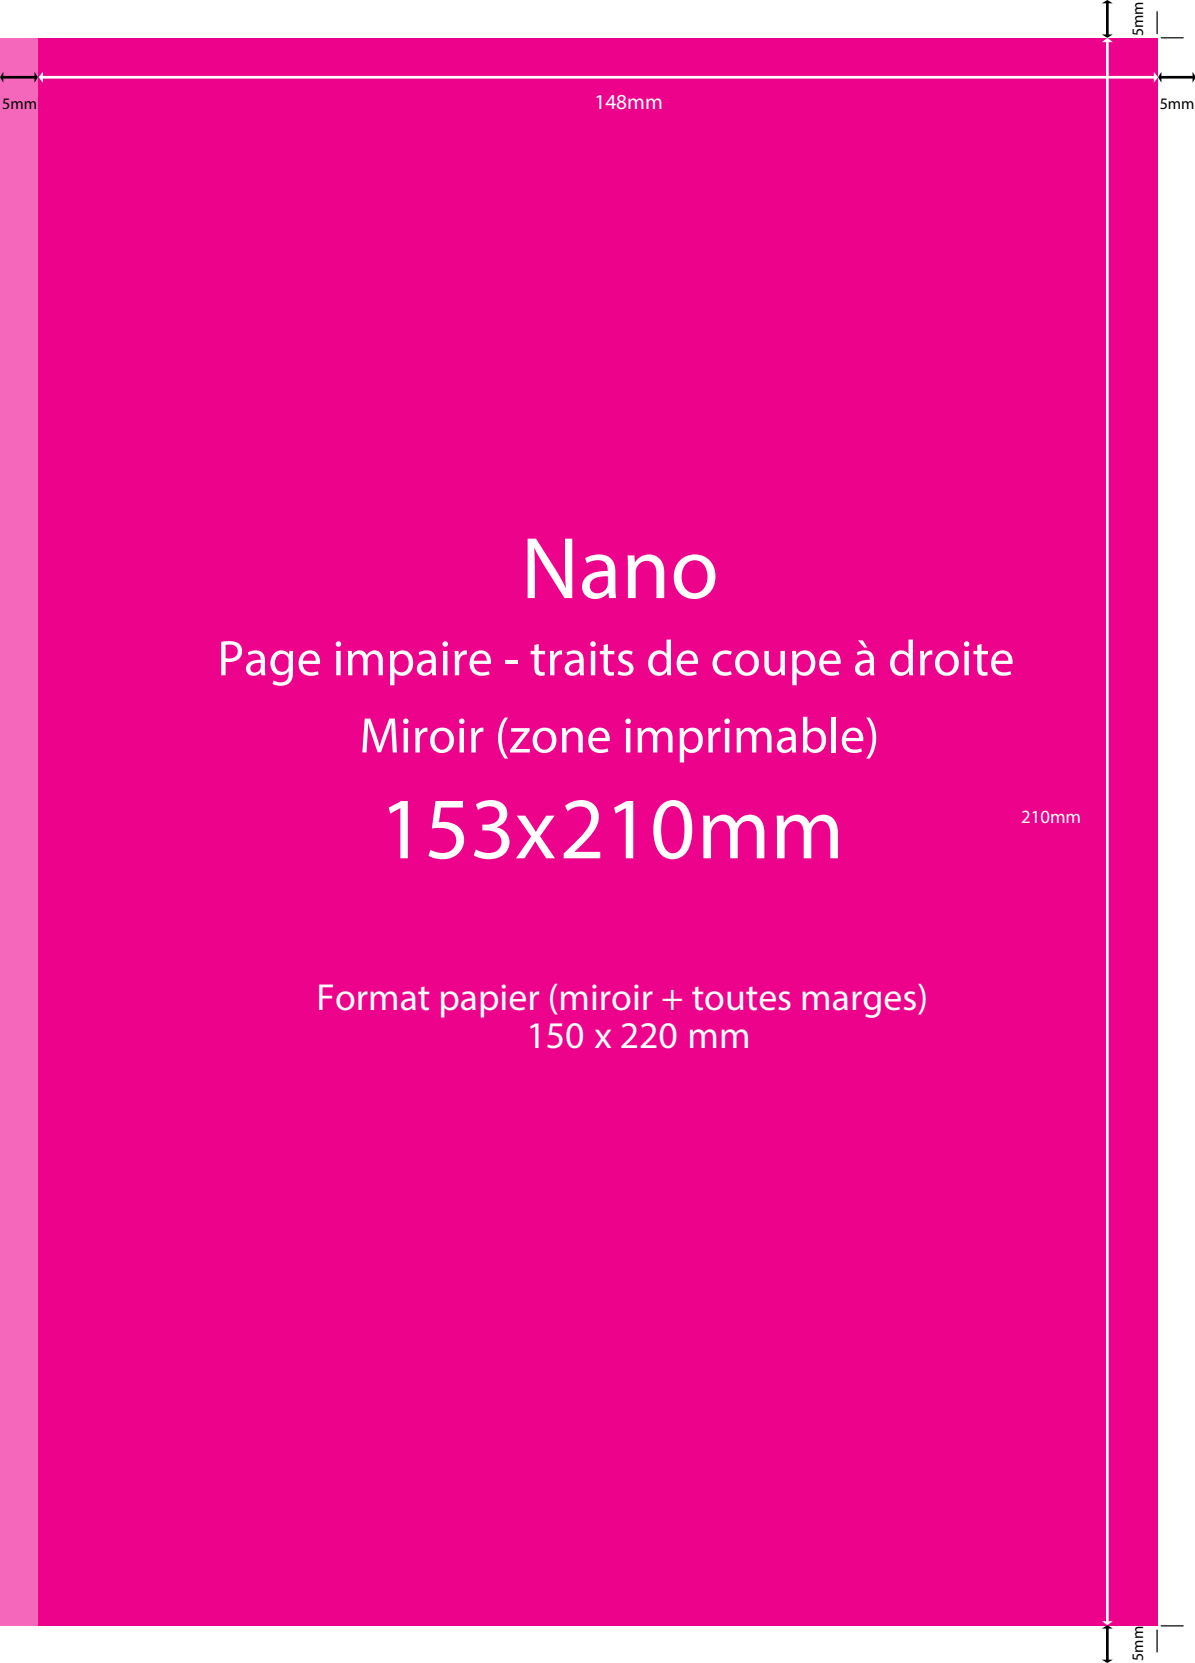 5mm
5mm
148mm
5mm
Nano
Page impaire - traits de coupe à droite
Miroir (zone imprimable)
153x210mm
210mm
Format papier (miroir + toutes marges)
150 x 220 mm
5mm